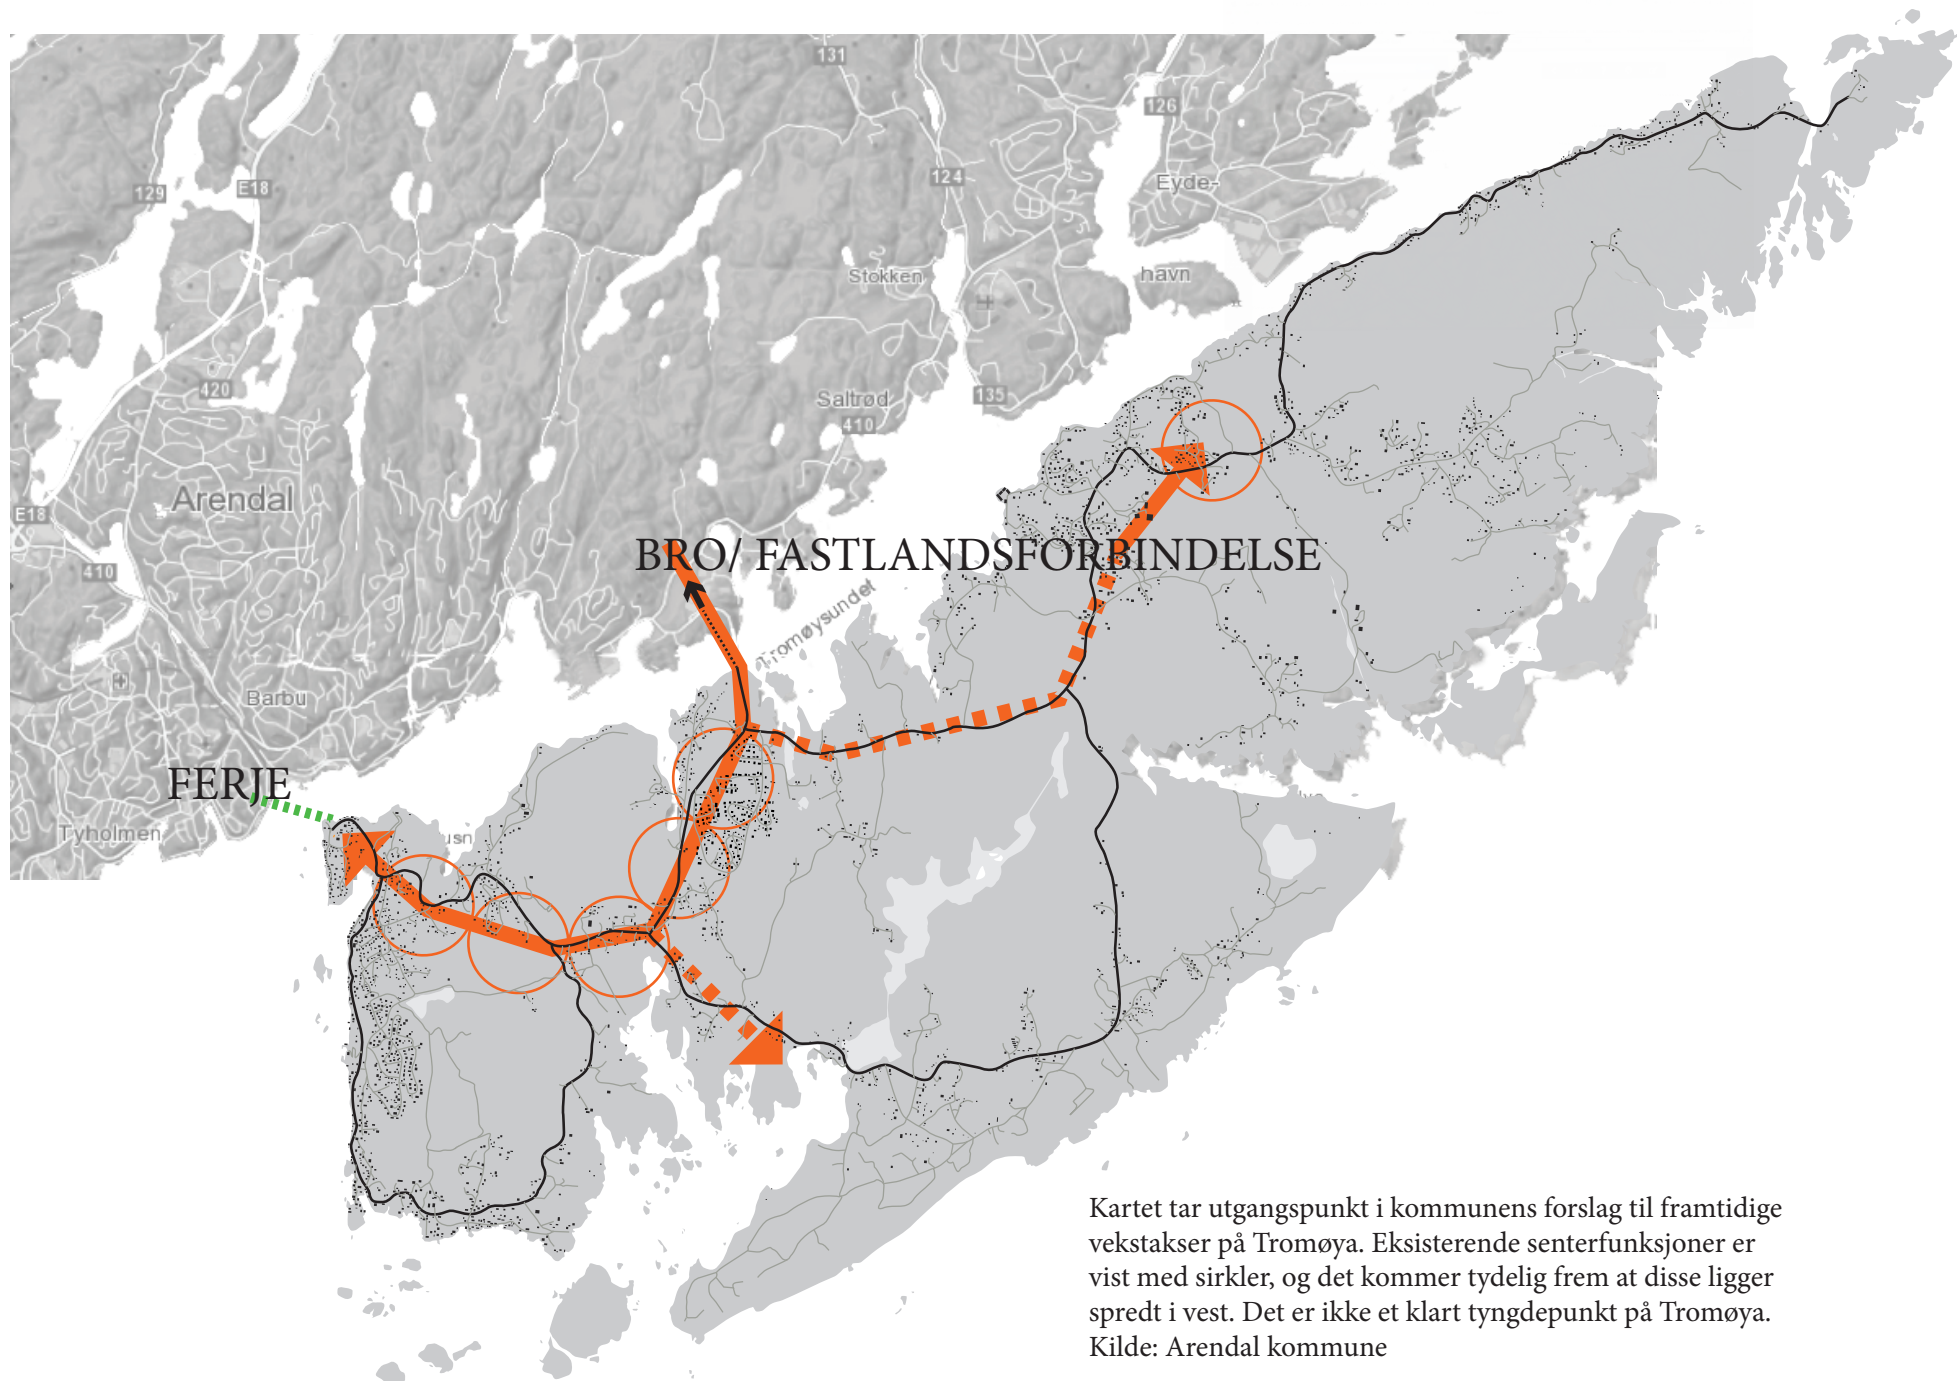 131
126
129
E18
124
Eyde-
havn
Stokken
420
Saltrød
135
410
Arendal
E18
BRO/ FASTLANDSFORBINDELSE
410
Tromøysundet
Barbu
FERJE
Tyholmen
usn
Kartet tar utgangspunkt i kommunens forslag til framtidige
vekstakser på Tromøya. Eksisterende senterfunksjoner er
vist med sirkler, og det kommer tydelig frem at disse ligger
spredt i vest. Det er ikke et klart tyngdepunkt på Tromøya.
Kilde: Arendal kommune